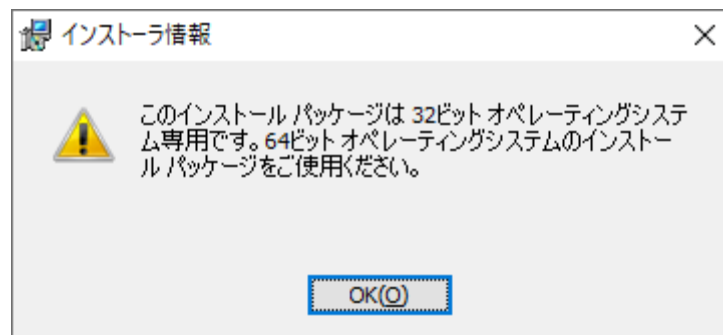 インストーラ情報
このインストール パッケージは 32ビット オペレーティングシステ
ム専用です。64ビット オペレーティングシステムのインストー
ル パッケージをご使用ください。
OK(O)